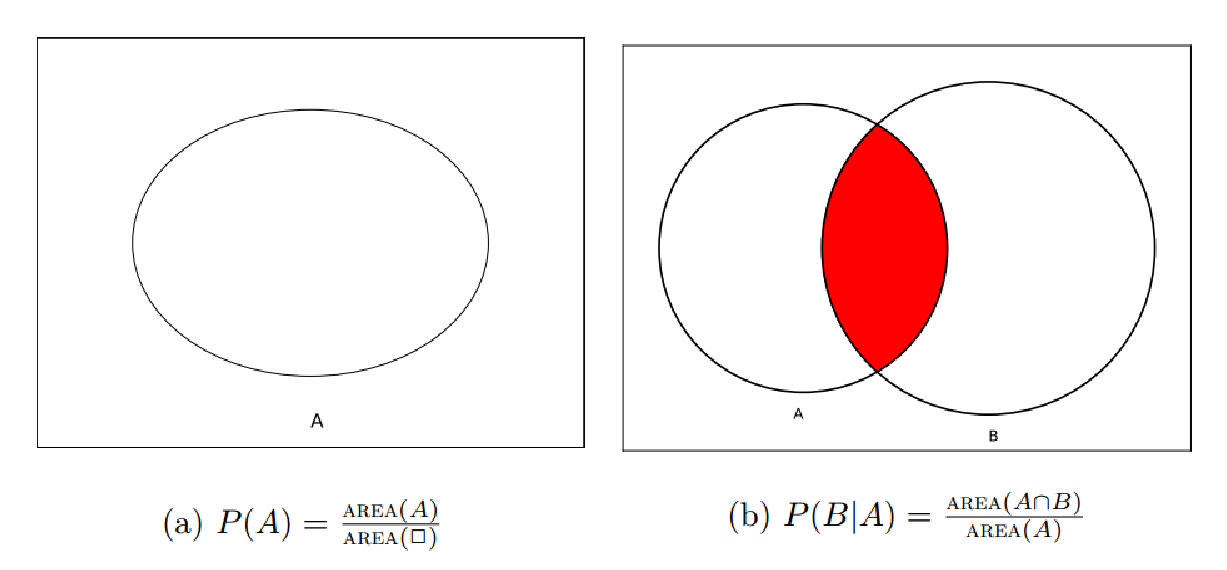 A
A
B
(a) P(A) = AREA(A)/AREA(□)
(b) P(B|A) = AREA(A∩B)/AREA(A)